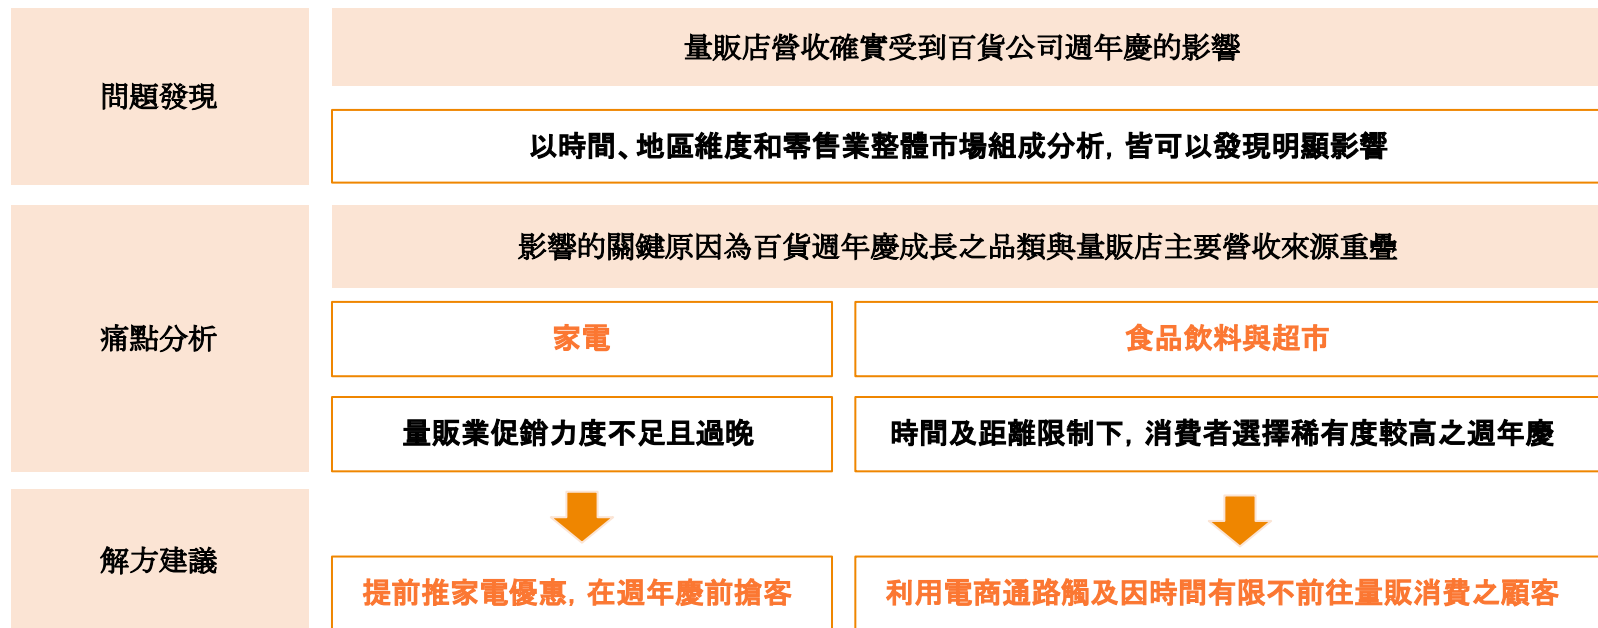 問題發現
量販店營收確實受到百貨公司週年慶的影響
以時間、地區維度和零售業整體市場組成分析, 皆可以發現明顯影響
痛點分析
影響的關鍵原因為百貨週年慶成長之品類與量販店主要營收來源重疊
家電
食品飲料與超市
量販業促銷力度不足且過晚
時間及距離限制下, 消費者選擇稀有度較高之週年慶
解方建議
提前推家電優惠, 在週年慶前搶客
利用電商通路觸及因時間有限不前往量販消費之顧客